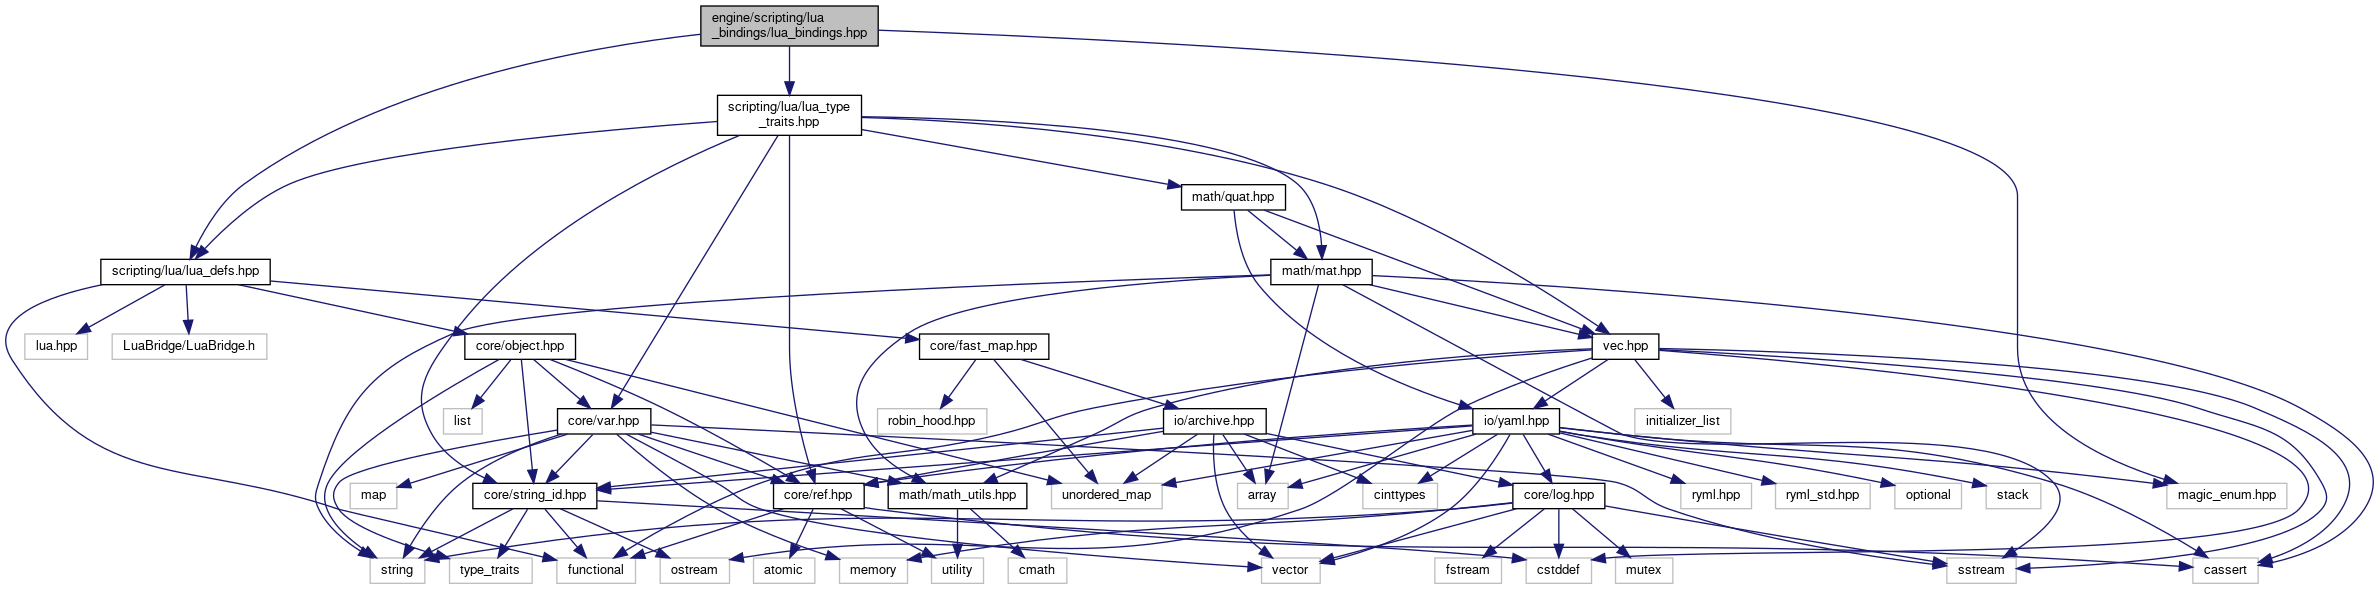 engine/scripting/lua
_bindings/lua_bindings.hpp
scripting/lua/lua_type
_traits.hpp
math/quat.hpp
scripting/lua/lua_defs.hpp
math/mat.hpp
lua.hpp
LuaBridge/LuaBridge.h
core/object.hpp
core/fast_map.hpp
vec.hpp
list
core/var.hpp
robin_hood.hpp
io/archive.hpp
io/yaml.hpp
initializer_list
map
core/string_id.hpp
core/ref.hpp
math/math_utils.hpp
unordered_map
array
cinttypes
core/log.hpp
ryml.hpp
ryml_std.hpp
optional
stack
magic_enum.hpp
string
type_traits
functional
ostream
atomic
memory
utility
cmath
vector
fstream
cstddef
mutex
sstream
cassert